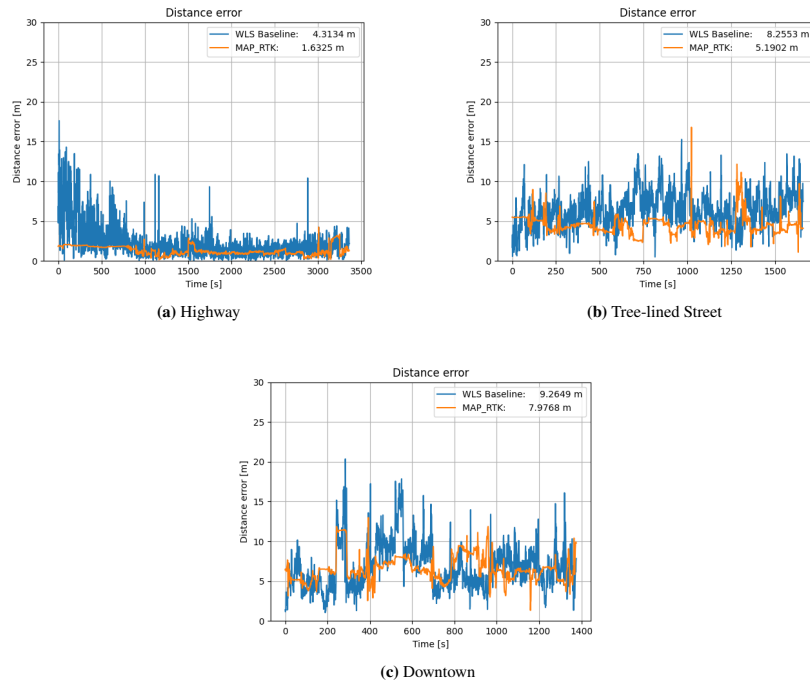 Distance error
WLS Baseline: 4.3134 m
MAP_RTK: 1.6325 m
Distance error [m]
30
25
20
15
10
5
0
0 500 1000 1500 2000 2500 3000 3500
Time [s]
(a) Highway
Distance error
WLS Baseline: 8.2553 m
MAP_RTK: 5.1902 m
Distance error [m]
30
25
20
15
10
5
0
0 250 500 750 1000 1250 1500
Time [s]
(b) Tree-lined Street
Distance error
WLS Baseline: 9.2649 m
MAP_RTK: 7.9768 m
Distance error [m]
30
25
20
15
10
5
0
0 200 400 600 800 1000 1200 1400
Time [s]
(c) Downtown